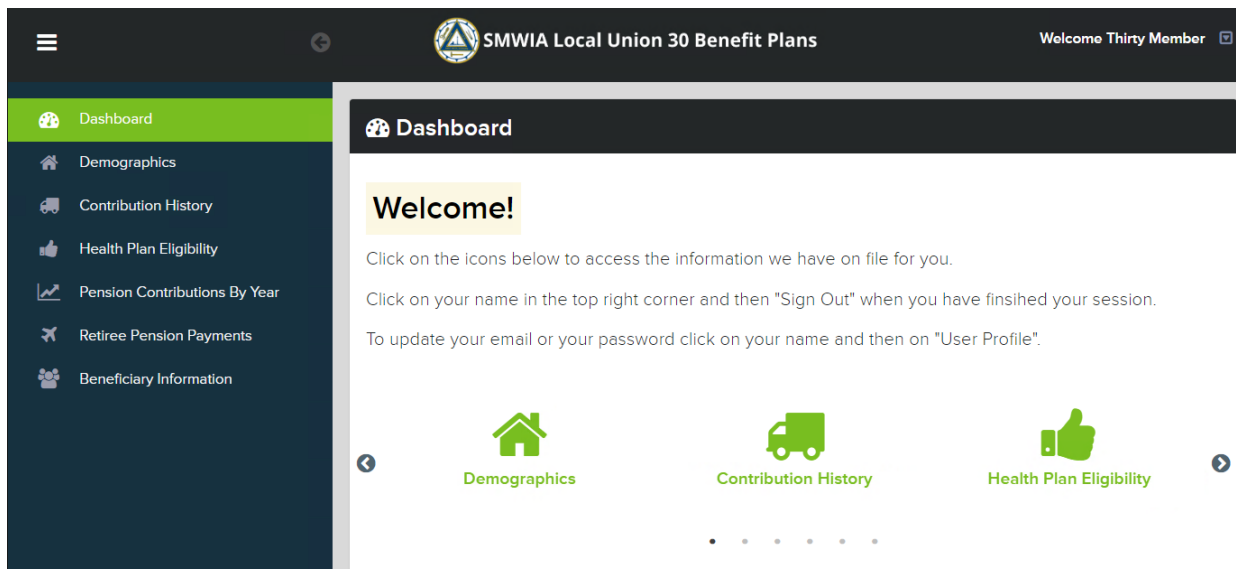 SMWIA Local Union 30 Benefit Plans
Welcome Thirty Member
Dashboard
Demographics
Contribution History
Health Plan Eligibility
Pension Contributions By Year
Retiree Pension Payments
Beneficiary Information
Dashboard
Welcome!
Click on the icons below to access the information we have on file for you.
Click on your name in the top right corner and then "Sign Out" when you have finsihed your session.
To update your email or your password click on your name and then on "User Profile".
Demographics
Contribution History
Health Plan Eligibility